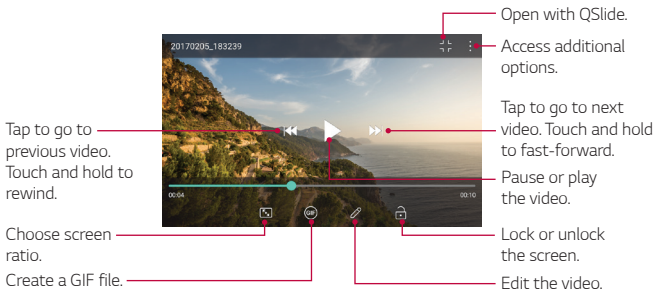 Open with QSlide.
Access additional
options.
20170205_183239
Tap to go to
previous video.
Touch and hold to
rewind.
Tap to go to next
video. Touch and hold
to fast-forward.
Pause or play
the video.
00:04
00:10
GIF
Choose screen
ratio.
Create a GIF file.
Lock or unlock
the screen.
Edit the video.